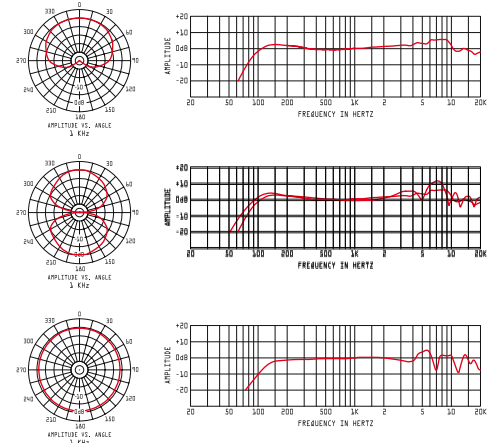 0
330 30
300 60
270 90
240 120
210 150
180
-10
0dB
AMPLITUDE VS. ANGLE
1 KHz
AMPLITUDE
+20
+10
0dB
-10
-20
20 50 100 200 500 1K 2 5 10 20K
FREQUENCY IN HERTZ
0
330 30
300 60
270 90
240 120
210 150
180
-10
0dB
AMPLITUDE VS. ANGLE
1 KHz
AMPLITUDE
+20
+10
0dB
-10
-20
20 50 100 200 500 1K 2 5 10 20K
FREQUENCY IN HERTZ
0
330 30
300 60
270 90
240 120
210 150
180
-10
0dB
AMPLITUDE VS. ANGLE
1 KHz
AMPLITUDE
+20
+10
0dB
-10
-20
20 50 100 200 500 1K 2 5 10 20K
FREQUENCY IN HERTZ